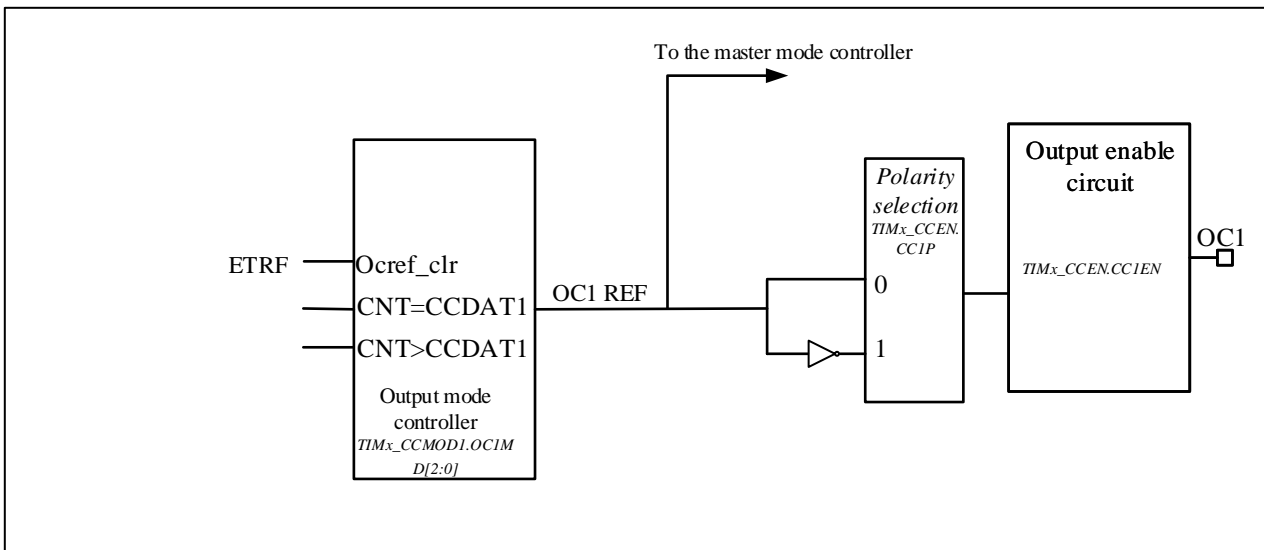 To the master mode controller
Output enable
circuit
Polarity
selection
TIMx_CCEN.
CC1P
OC1
ETRF
Ocref_clr
TIMx_CCEN.CC1EN
OC1 REF
0
CNT=CCDAT1
CNT>CCDAT1
1
Output mode
controller
TIMx_CCMOD1.OC1M
D[2:0]